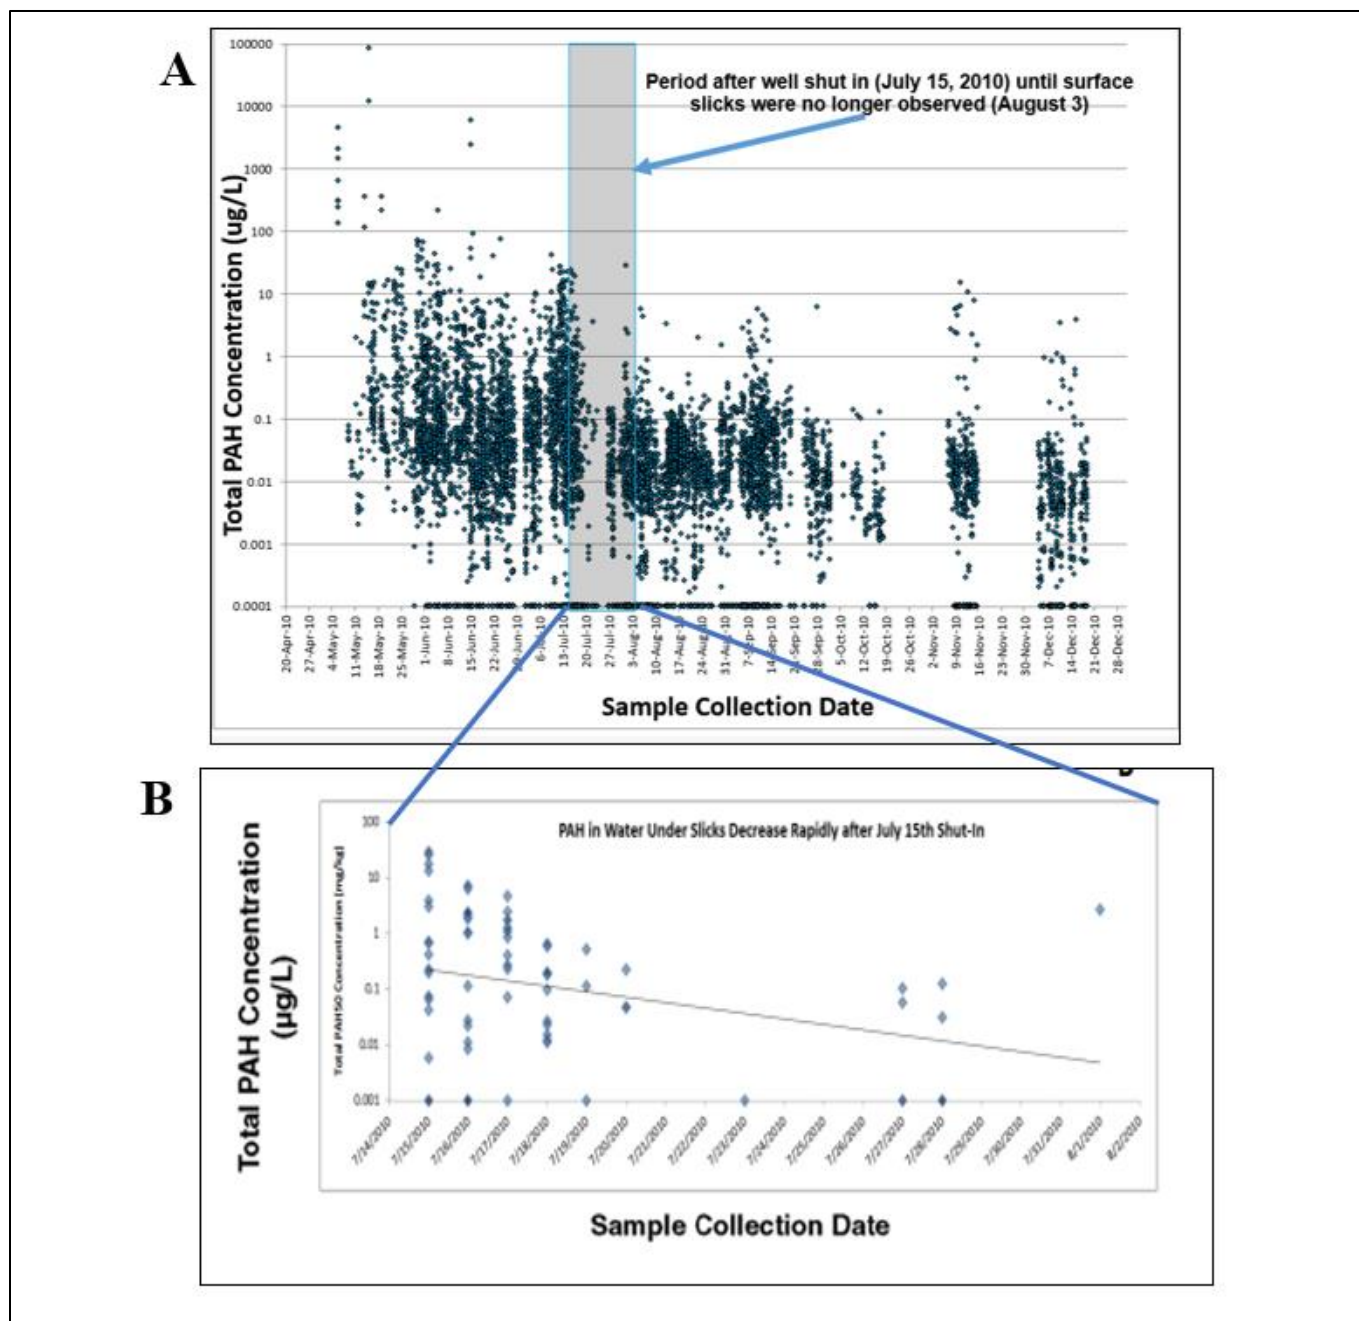 A
Period after well shut in (July 15, 2010) until surface
slicks were no longer observed (August 3)
Total PAH Concentration (ug/L)
100000
10000
1000
100
10
1
0.1
0.01
0.001
0.0001
20-Apr-10
27-Apr-10
4-May-10
11-May-10
18-May-10
25-May-10
1-Jun-10
8-Jun-10
15-Jun-10
22-Jun-10
6-Jul-10
13-Jul-10
20-Jul-10
27-Jul-10
3-Aug-10
10-Aug-10
17-Aug-10
24-Aug-10
31-Aug-10
7-Sep-10
14-Sep-10
28-Sep-10
5-Oct-10
12-Oct-10
19-Oct-10
26-Oct-10
2-Nov-10
9-Nov-10
16-Nov-10
23-Nov-10
30-Nov-10
7-Dec-10
14-Dec-10
21-Dec-10
28-Dec-10
Sample Collection Date
B
PAH in Water Under Slicks Decrease Rapidly after July 15th Shut-In
Total PAH Concentration
(µg/L)
Total PAH50 Concentration [mg/kg]
100
10
1
0.1
0.01
0.001
7/14/2010
7/15/2010
7/16/2010
7/17/2010
7/18/2010
7/19/2010
7/20/2010
7/21/2010
7/22/2010
7/23/2010
7/24/2010
7/25/2010
7/26/2010
7/27/2010
7/28/2010
7/29/2010
7/30/2010
7/31/2010
8/1/2010
8/2/2010
Sample Collection Date